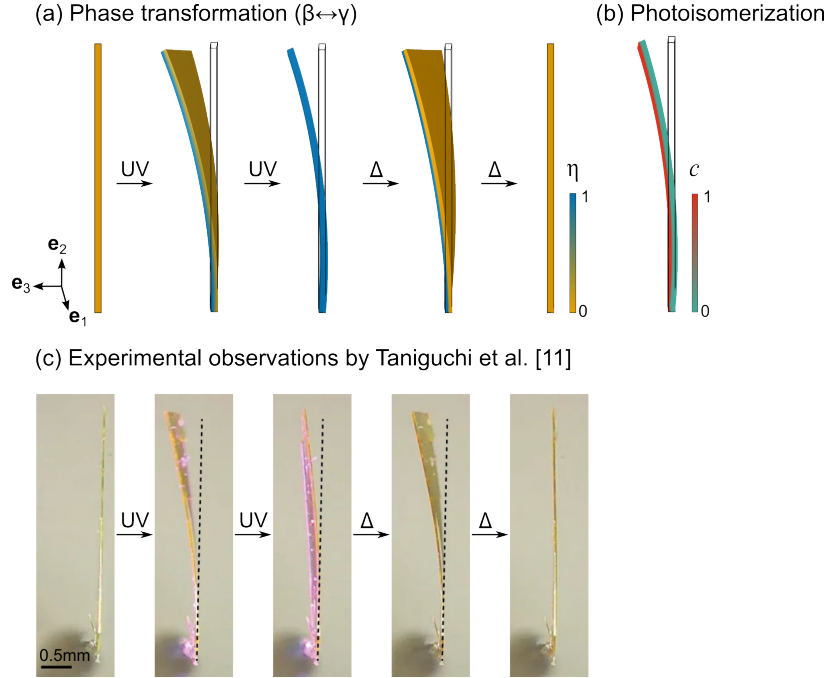 (a) Phase transformation (β↔γ)
(b) Photoisomerization
UV
UV
Δ
Δ
η
1
0
c
1
0
e2
e3
e1
(c) Experimental observations by Taniguchi et al. [11]
UV
UV
Δ
Δ
0.5mm